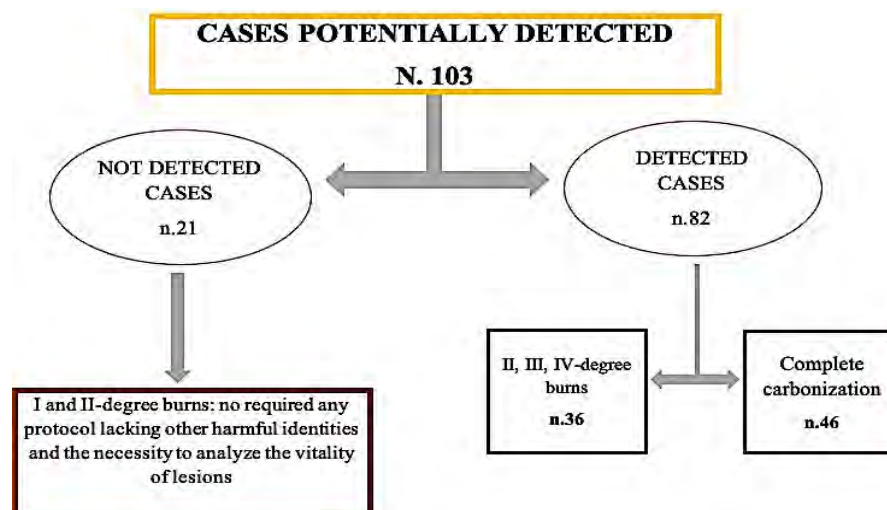 CASES POTENTIALLY DETECTED
N. 103
NOT DETECTED
CASES
n.21
DETECTED
CASES
n.82
I and II-degree burns: no required any
protocol lacking other harmful identities
and the necessity to analyze the vitality
of lesions
II, III, IV-degree
burns
n.36
Complete
carbonization
n.46